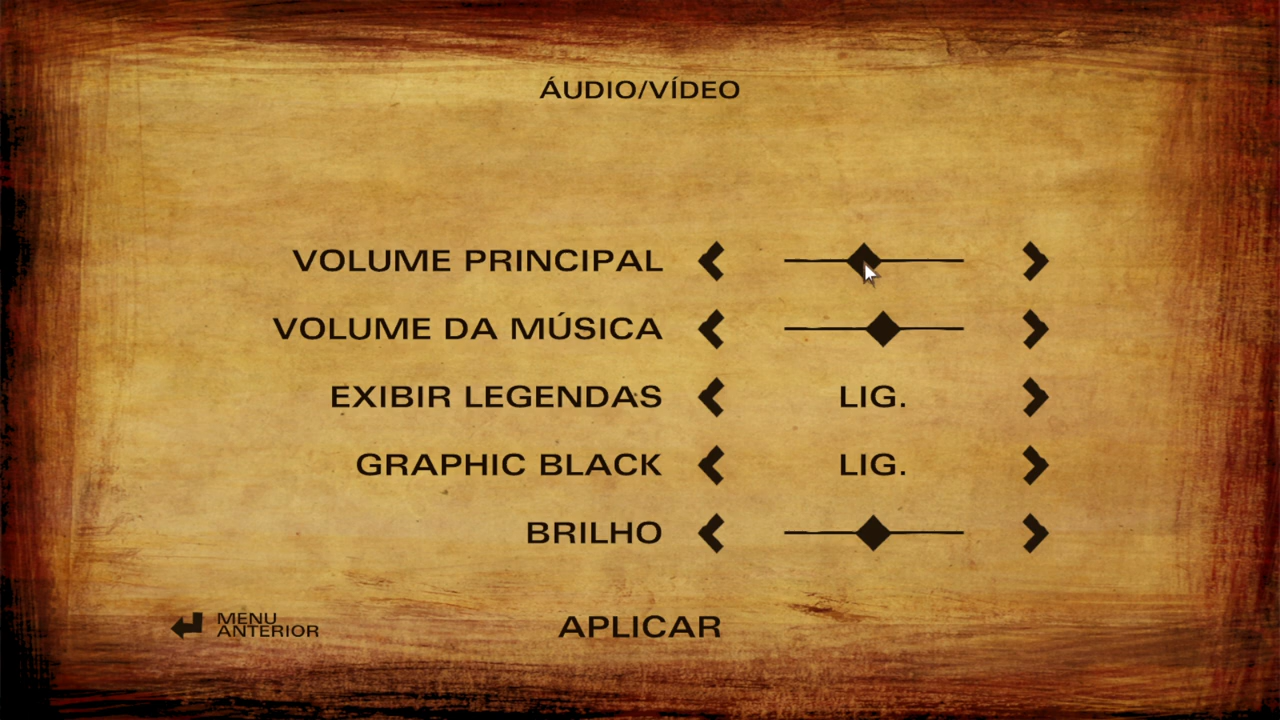 ÁUDIO/VÍDEO
VOLUME PRINCIPAL
VOLUME DA MÚSICA
EXIBIR LEGENDAS LIG.
GRAPHIC BLACK LIG.
BRILHO
MENU
ANTERIOR
APLICAR